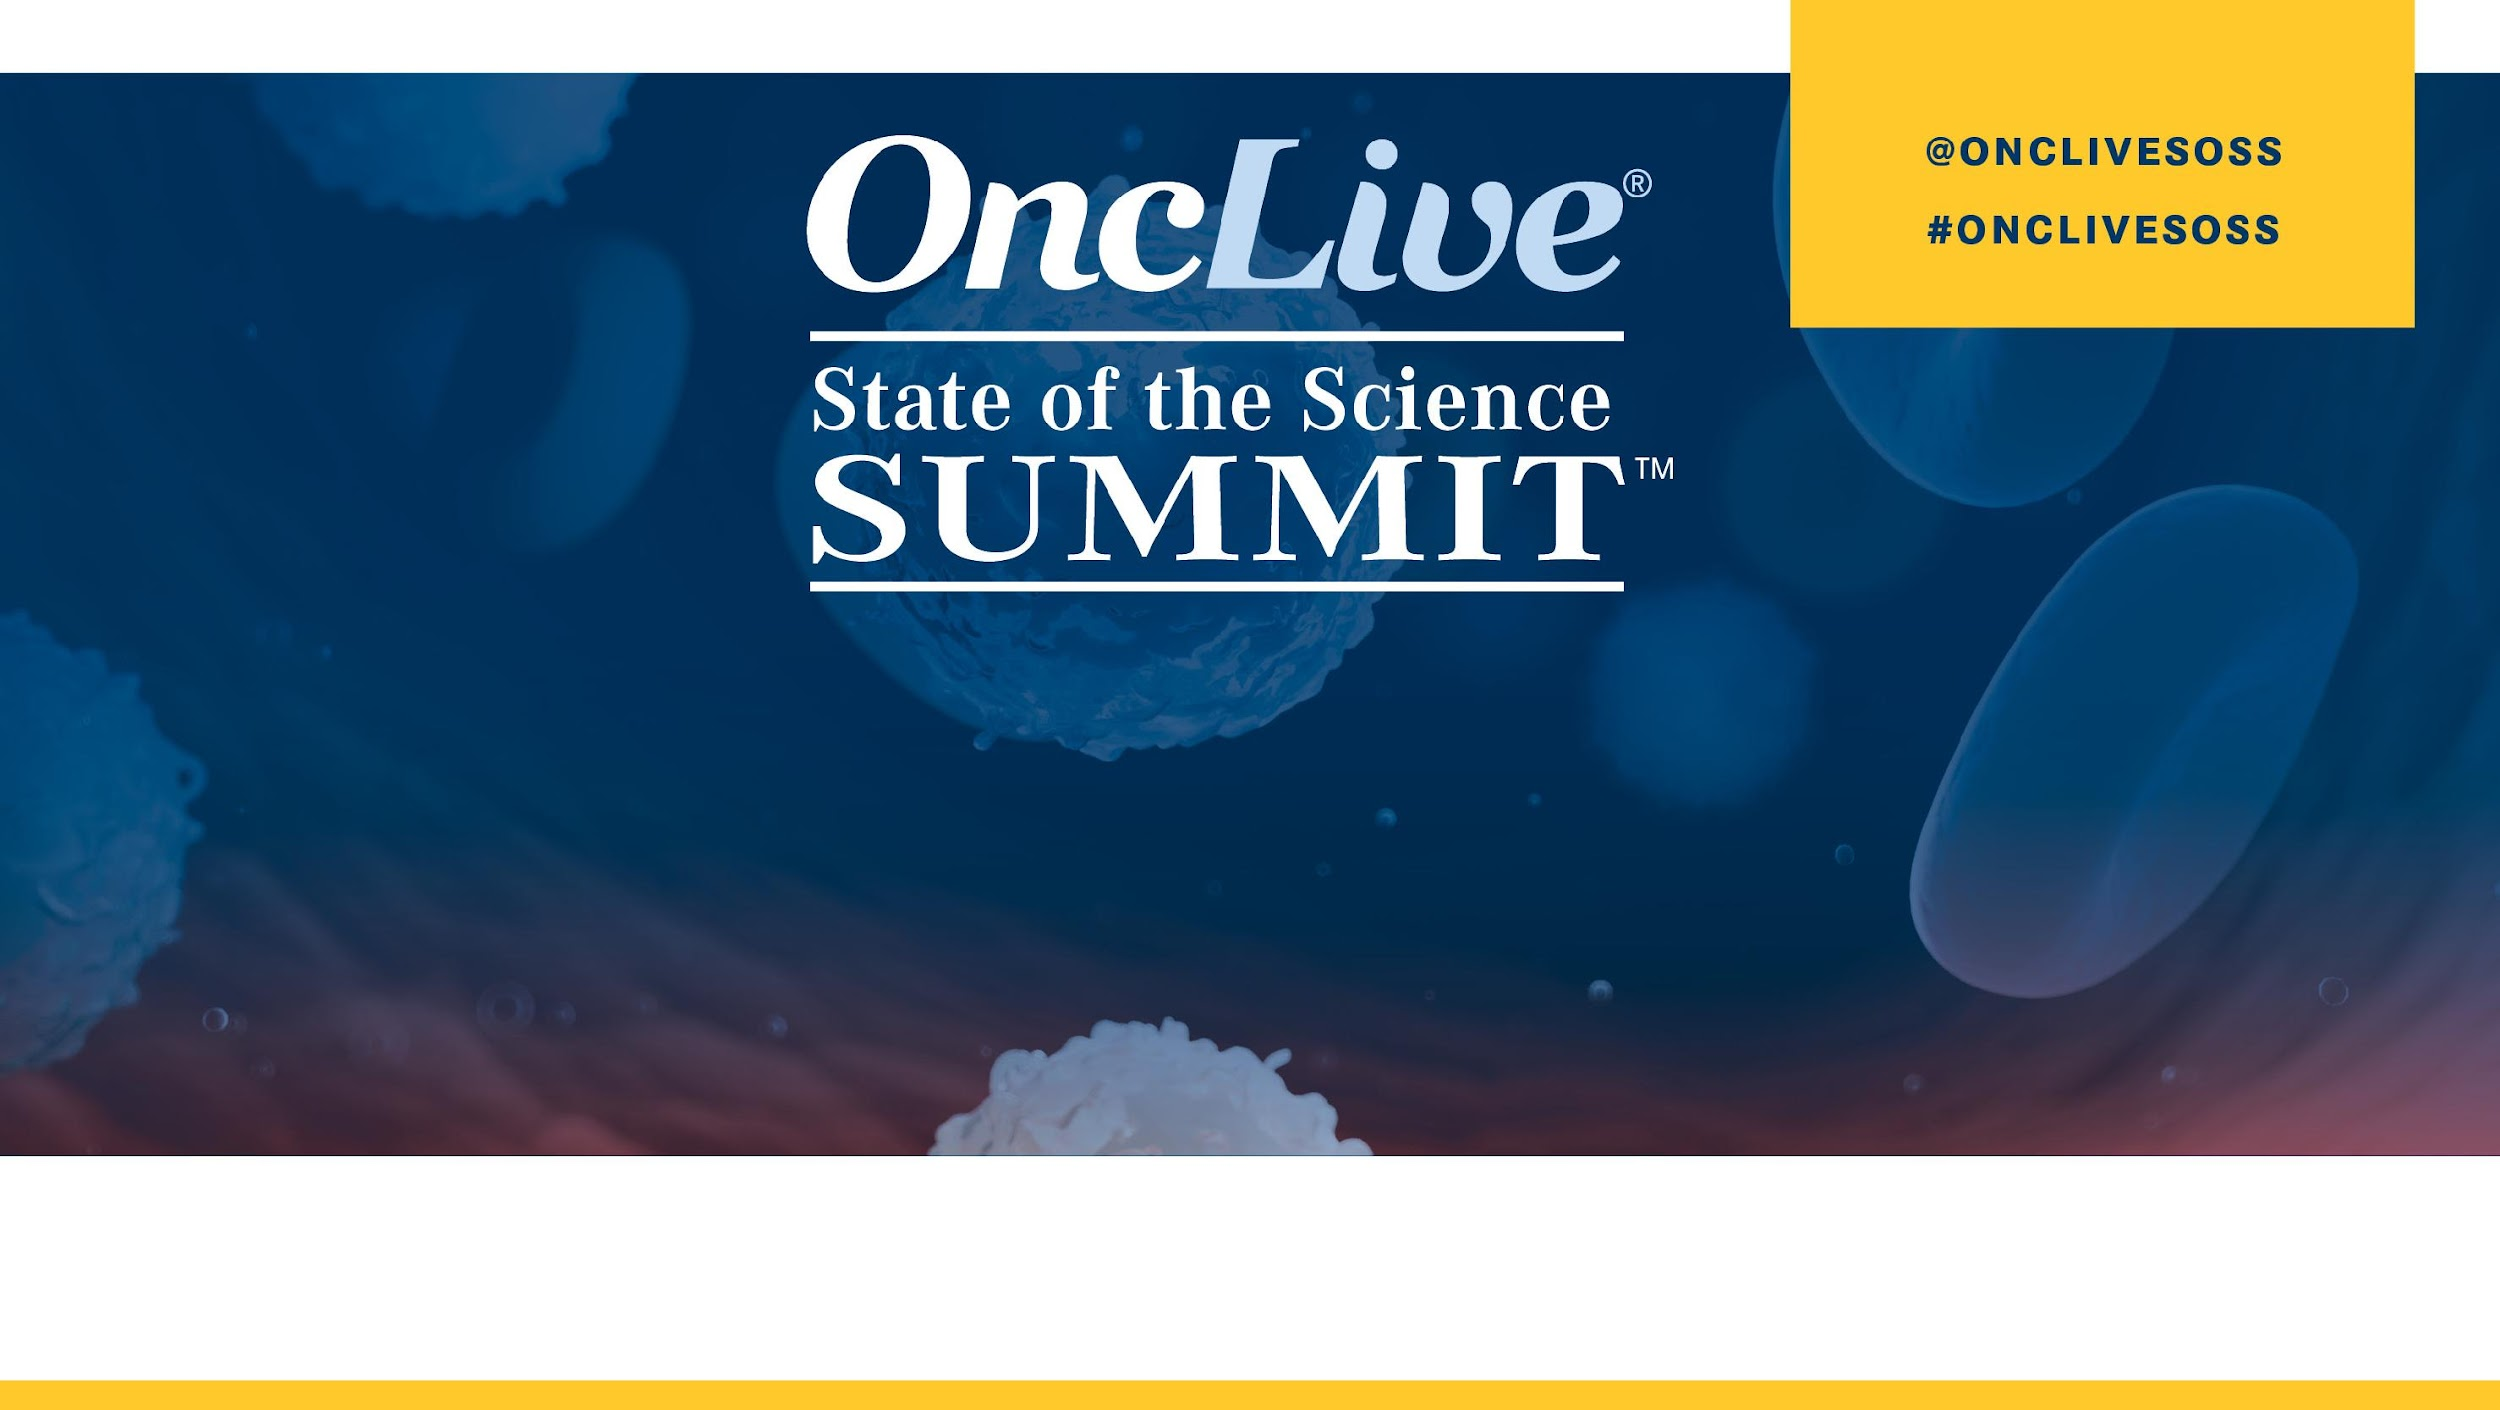 OncLive®
State of the Science
SUMMIT™
@ONCLIVESOSS
#ONCLIVESOSS